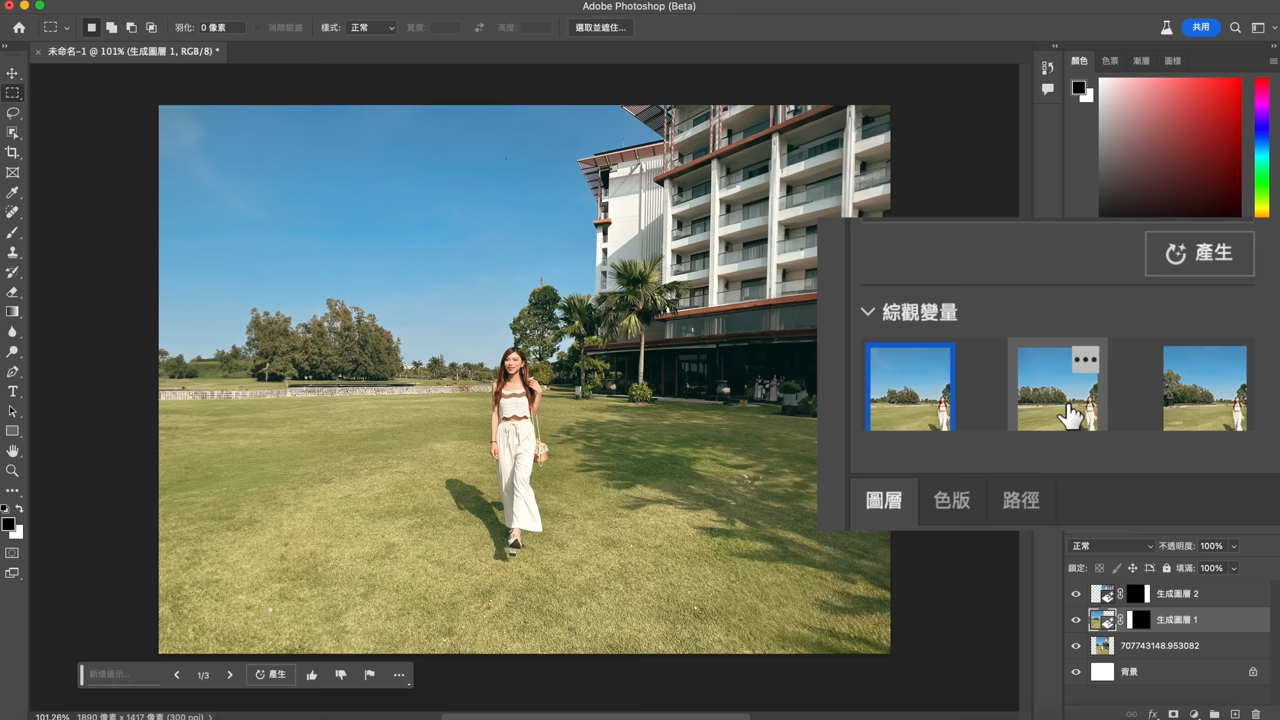 Adobe Photoshop (Beta)
羽化: 0 像素 消除鋸齒 樣式: 正常 寬度: 高度: 選取並遮住... 共用
× 未命名-1 @ 101% (生成圖層 1, RGB/8) *
顏色 色票 漸層 圖樣
產生
綜觀變量
圖層 色版 路徑
正常 不透明度: 100%
鎖定: 填滿: 100%
生成圖層 2
生成圖層 1
707743148.953082
背景
新增提示... 1/3 產生
101.26% 1890 像素 x 1417 像素 (300 ppi)